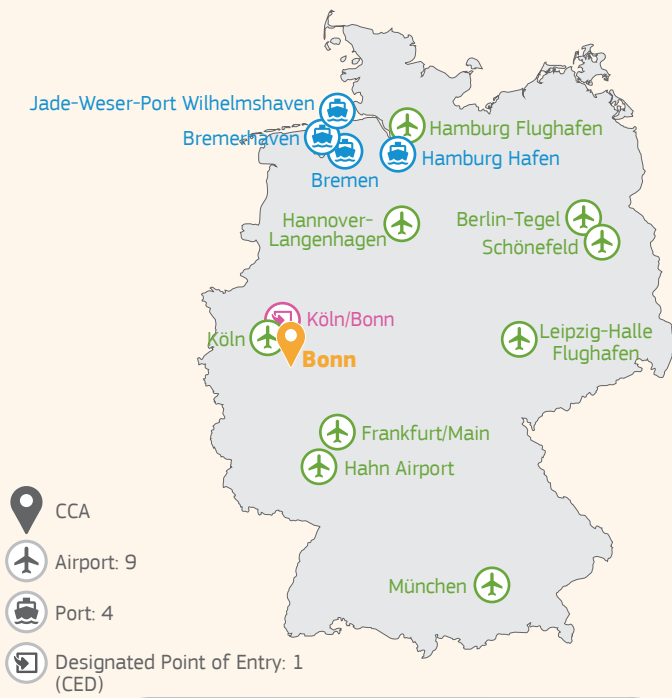 Jade-Weser-Port Wilhelmshaven
Hamburg Flughafen
Bremerhaven
Hamburg Hafen
Bremen
Hannover-
Langenhagen
Berlin-Tegel
Schönefeld
Köln/Bonn
Köln
Bonn
Leipzig-Halle
Flughafen
Frankfurt/Main
Hahn Airport
München
CCA
Airport: 9
Port: 4
Designated Point of Entry: 1
(CED)